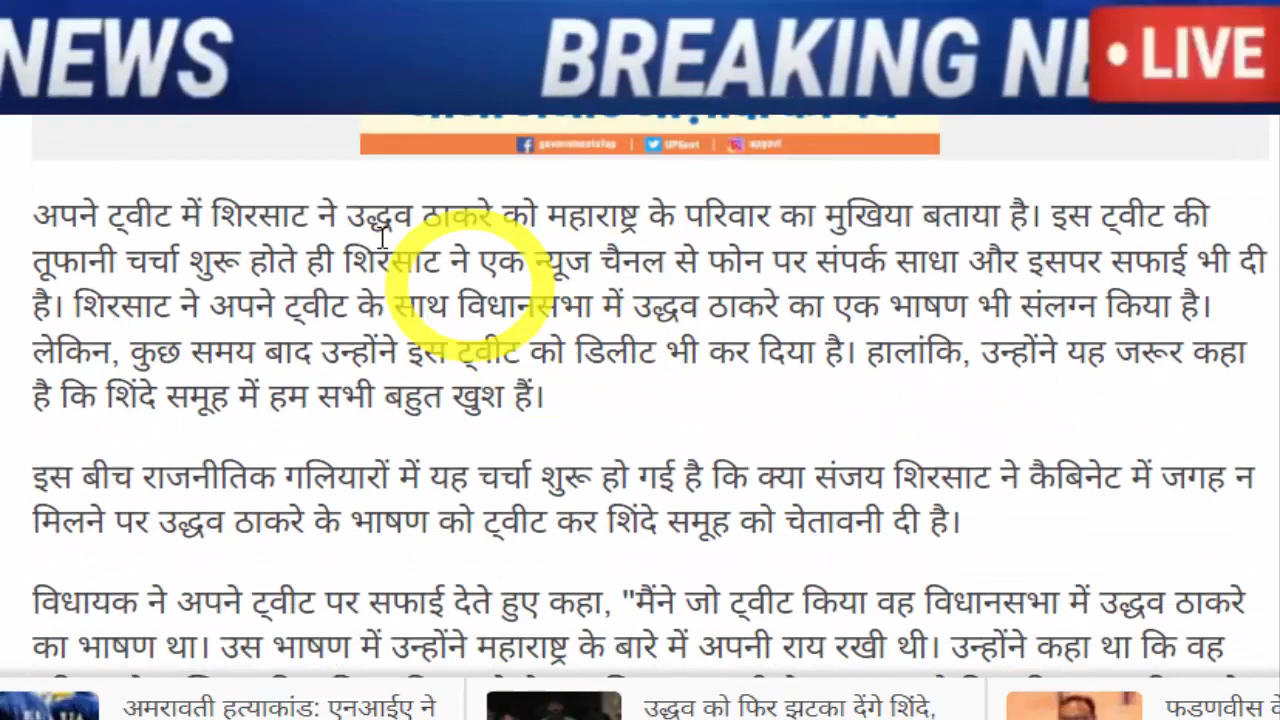 NEWS BREAKING NE • LIVE
governmentofup | UPGovt | upgovt
अपने ट्वीट में शिरसाट ने उद्धव ठाकरे को महाराष्ट्र के परिवार का मुखिया बताया है। इस ट्वीट की
तूफानी चर्चा शुरू होते ही शिरसाट ने एक न्यूज चैनल से फोन पर संपर्क साधा और इसपर सफाई भी दी
है। शिरसाट ने अपने ट्वीट के साथ विधानसभा में उद्धव ठाकरे का एक भाषण भी संलग्न किया है।
लेकिन, कुछ समय बाद उन्होंने इस ट्वीट को डिलीट भी कर दिया है। हालांकि, उन्होंने यह जरूर कहा
है कि शिंदे समूह में हम सभी बहुत खुश हैं।
इस बीच राजनीतिक गलियारों में यह चर्चा शुरू हो गई है कि क्या संजय शिरसाट ने कैबिनेट में जगह न
मिलने पर उद्धव ठाकरे के भाषण को ट्वीट कर शिंदे समूह को चेतावनी दी है।
विधायक ने अपने ट्वीट पर सफाई देते हुए कहा, "मैंने जो ट्वीट किया वह विधानसभा में उद्धव ठाकरे
का भाषण था। उस भाषण में उन्होंने महाराष्ट्र के बारे में अपनी राय रखी थी। उन्होंने कहा था कि वह
अमरावती हत्याकांड: एनआईए ने
उद्धव को फिर झटका देंगे शिंदे,
फडणवीस के